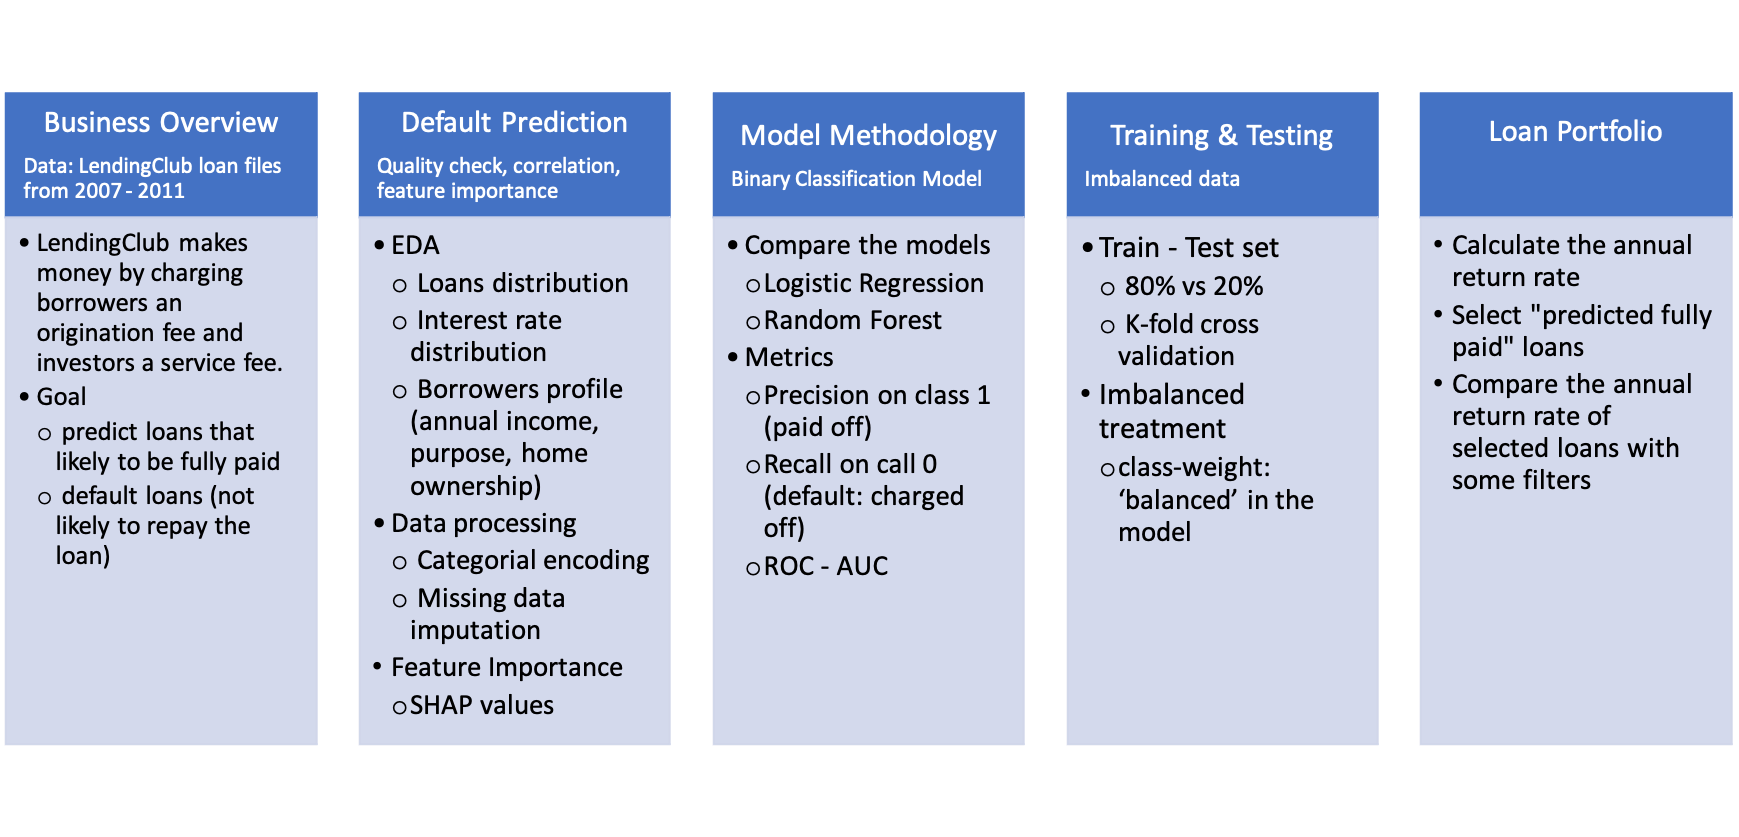 Business Overview
Data: LendingClub loan files
from 2007 - 2011
• LendingClub makes
money by charging
borrowers an
origination fee and
investors a service fee.
• Goal
o predict loans that
likely to be fully paid
o default loans (not
likely to repay the
loan)
Default Prediction
Quality check, correlation,
feature importance
• EDA
o Loans distribution
o Interest rate
distribution
o Borrowers profile
(annual income,
purpose, home
ownership)
• Data processing
o Categorial encoding
o Missing data
imputation
• Feature Importance
o SHAP values
Model Methodology
Binary Classification Model
• Compare the models
o Logistic Regression
o Random Forest
• Metrics
o Precision on class 1
(paid off)
o Recall on call 0
(default: charged
off)
o ROC - AUC
Training & Testing
Imbalanced data
• Train - Test set
o 80% vs 20%
o K-fold cross
validation
• Imbalanced
treatment
o class-weight:
‘balanced’ in the
model
Loan Portfolio
• Calculate the annual
return rate
• Select "predicted fully
paid" loans
• Compare the annual
return rate of
selected loans with
some filters